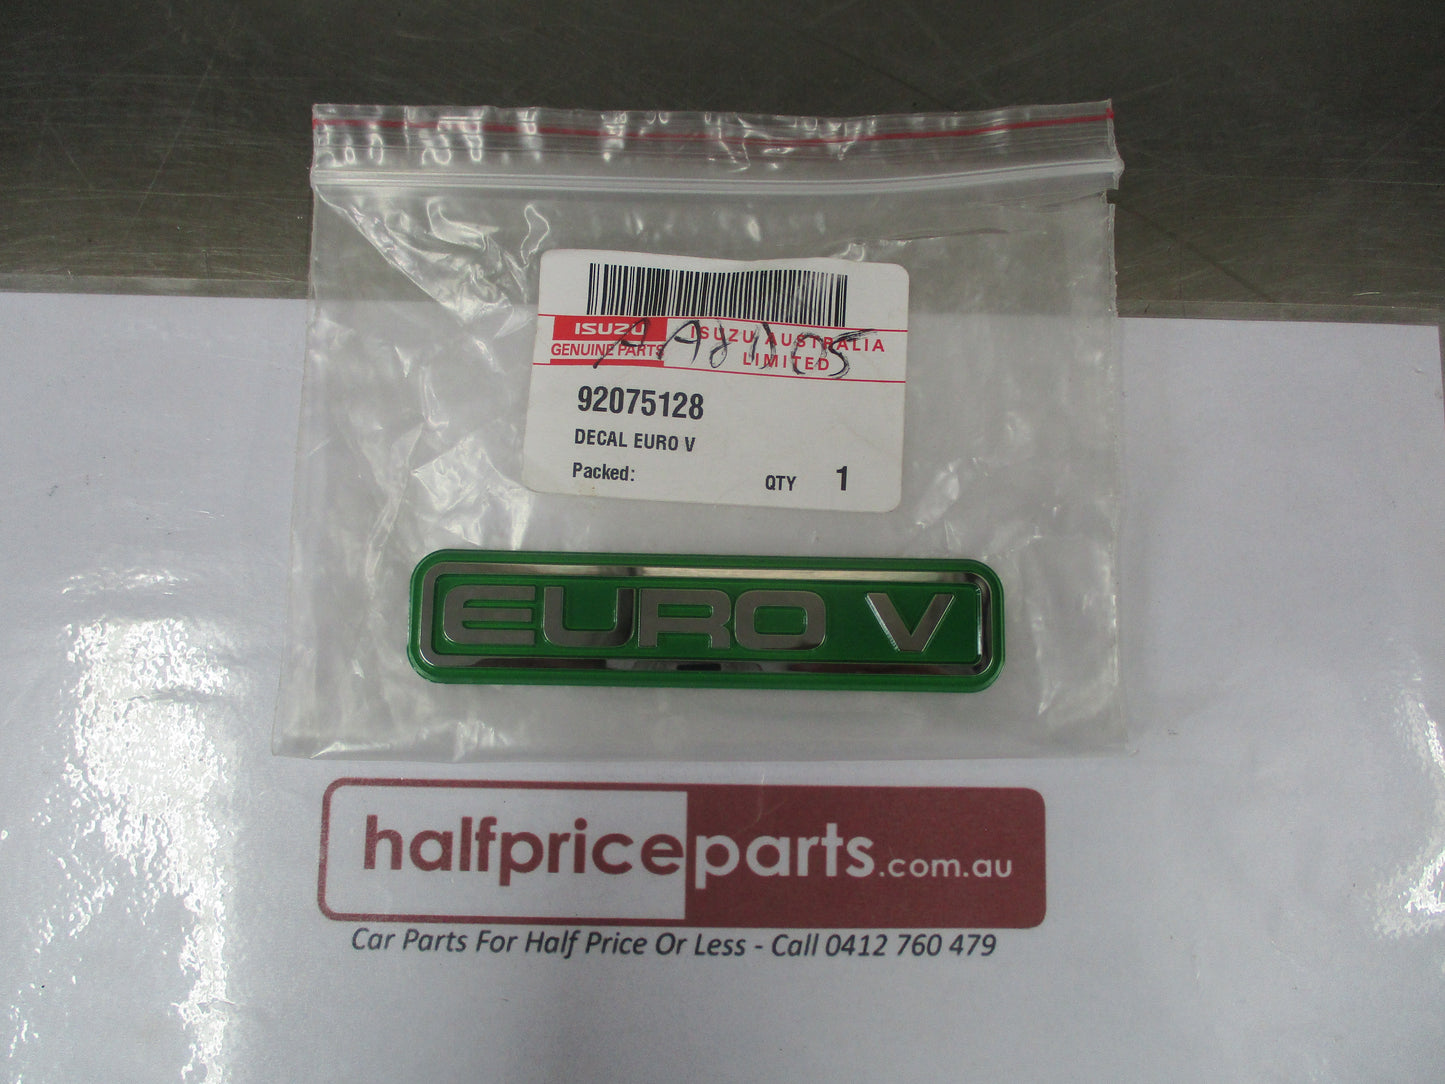 ISUZU
GENUINE PARTS
ISUZU AUSTRALIA
LIMITED
92075128
DECAL EURO V
Packed:
QTY 1
EURO V
halfpriceparts.com.au
Car Parts For Half Price Or Less - Call 0412 760 479